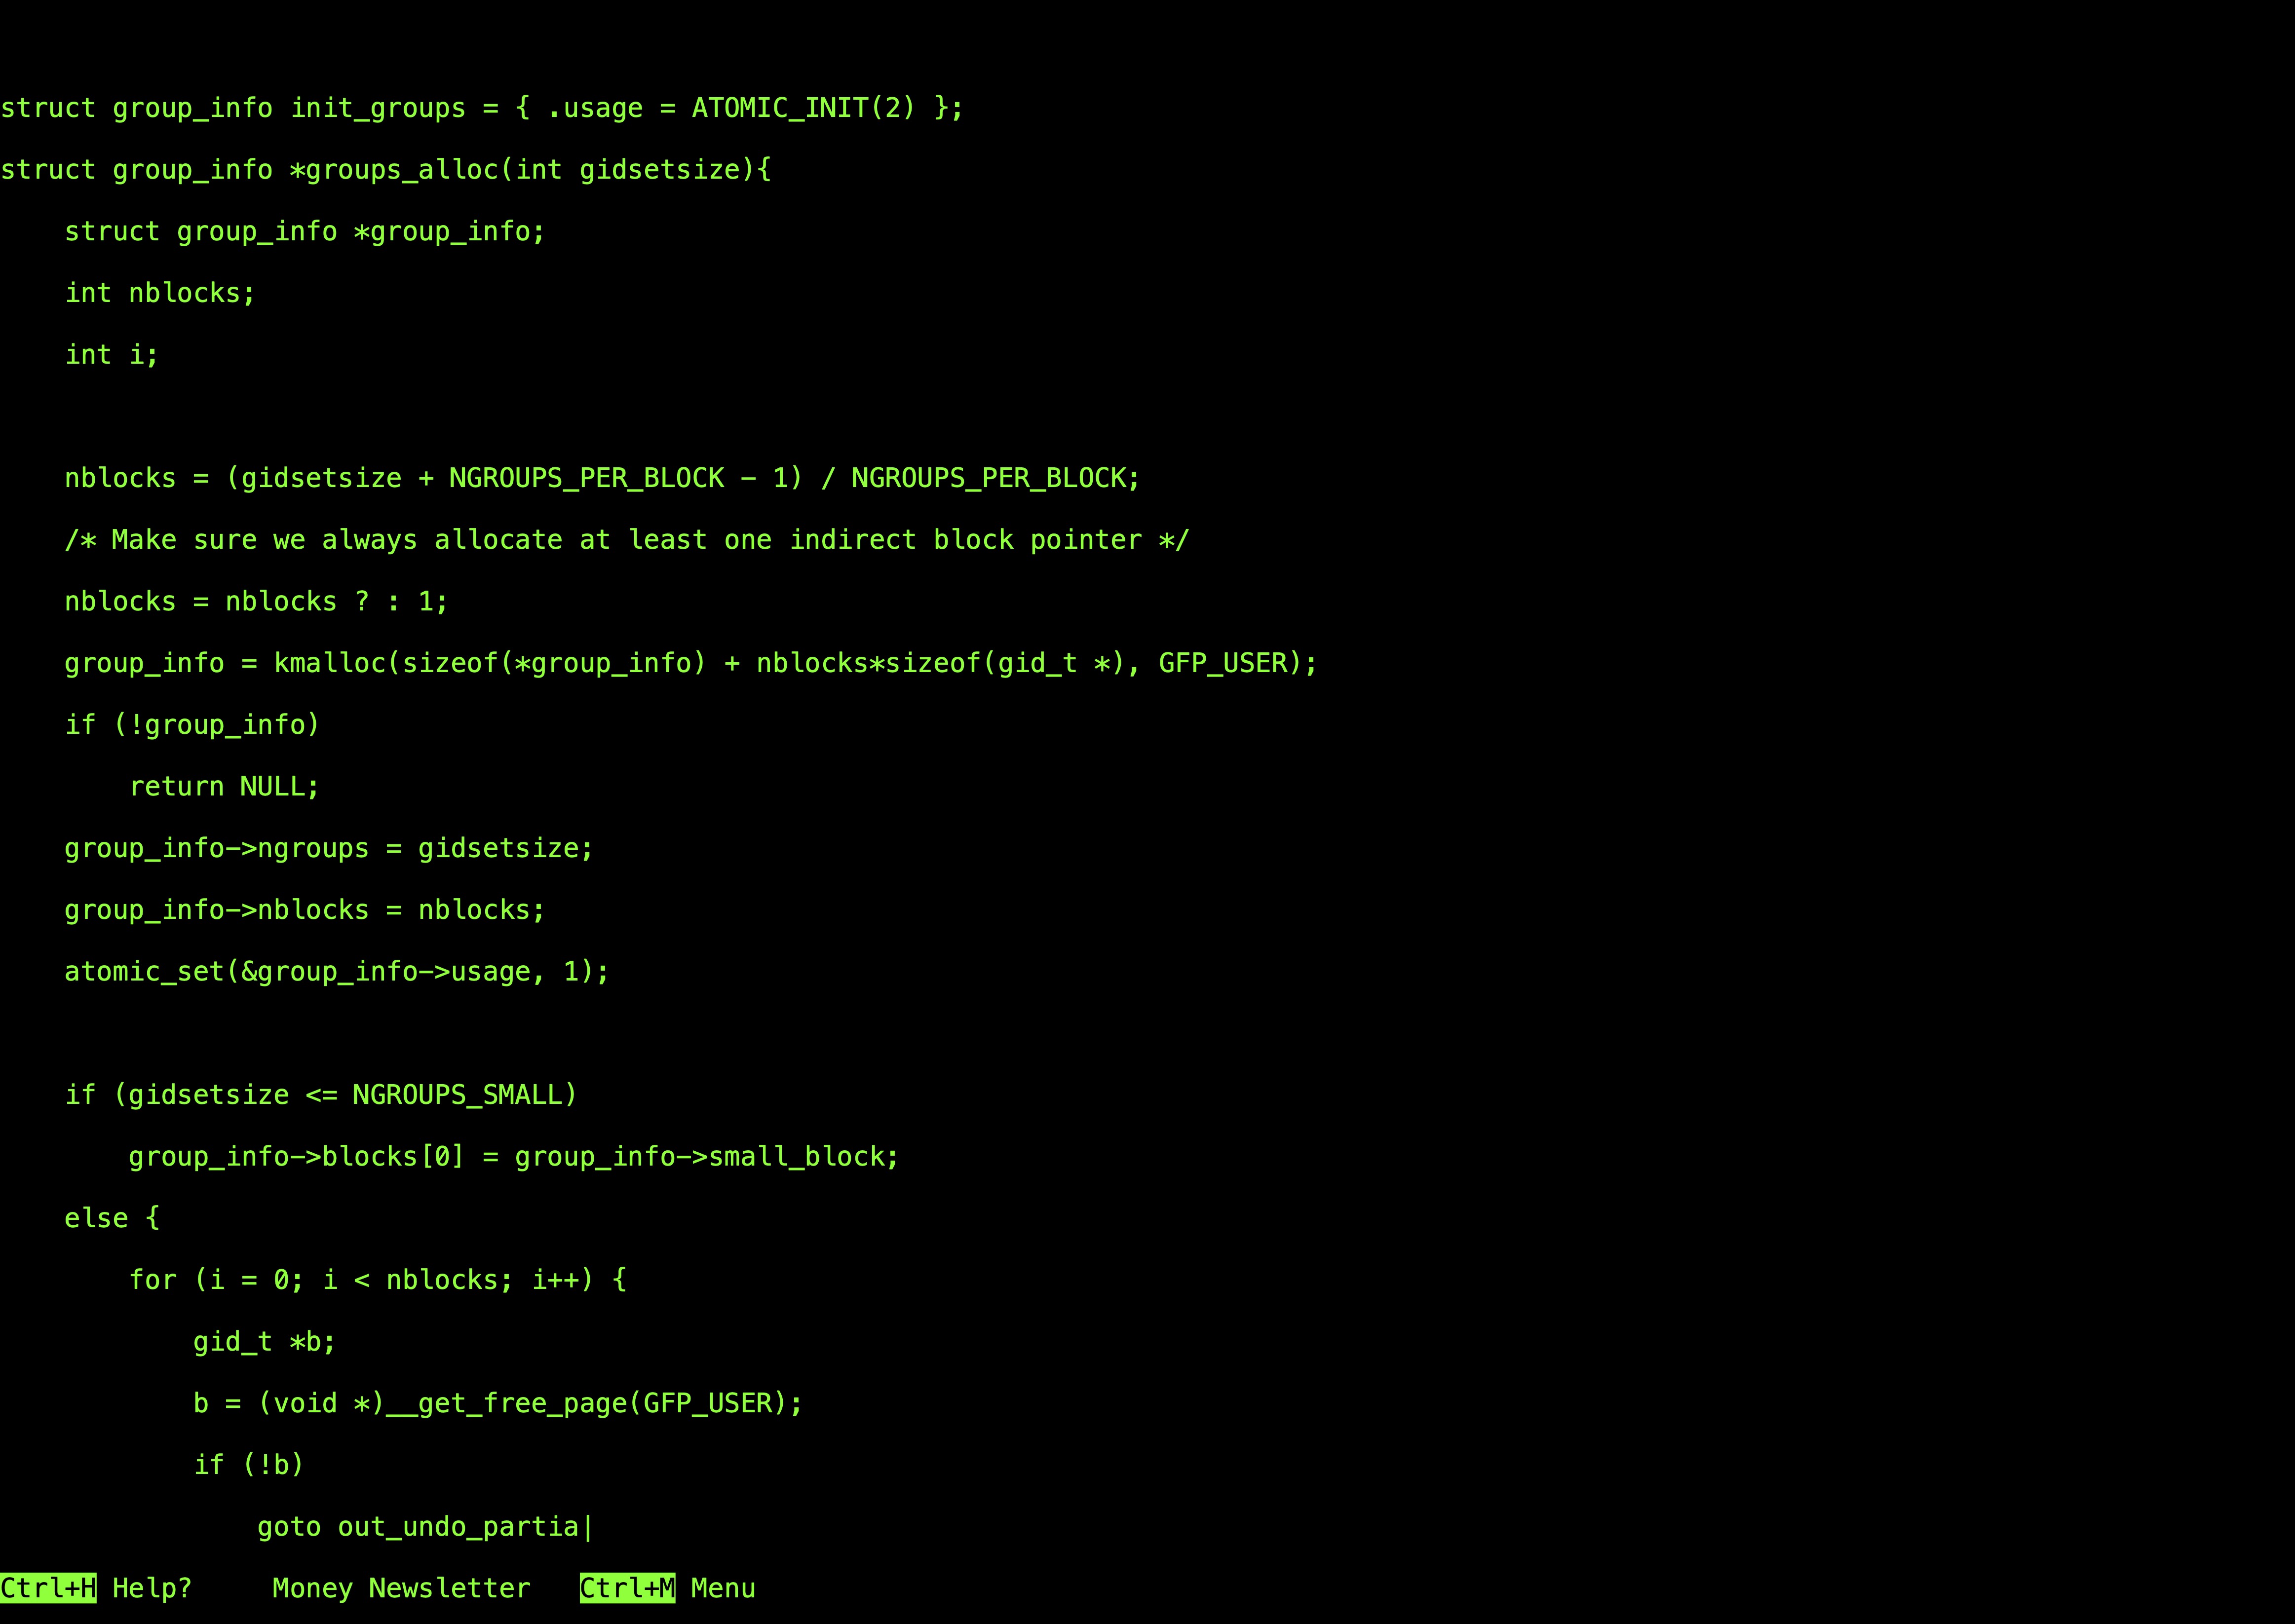 struct group_info init_groups = { .usage = ATOMIC_INIT(2) };
struct group_info *groups_alloc(int gidsetsize){
    struct group_info *group_info;
    int nblocks;
    int i;

    nblocks = (gidsetsize + NGROUPS_PER_BLOCK - 1) / NGROUPS_PER_BLOCK;
    /* Make sure we always allocate at least one indirect block pointer */
    nblocks = nblocks ? : 1;
    group_info = kmalloc(sizeof(*group_info) + nblocks*sizeof(gid_t *), GFP_USER);
    if (!group_info)
        return NULL;
    group_info->ngroups = gidsetsize;
    group_info->nblocks = nblocks;
    atomic_set(&group_info->usage, 1);

    if (gidsetsize <= NGROUPS_SMALL)
        group_info->blocks[0] = group_info->small_block;
    else {
        for (i = 0; i < nblocks; i++) {
            gid_t *b;
            b = (void *)__get_free_page(GFP_USER);
            if (!b)
                goto out_undo_partia|
Ctrl+H Help?     Money Newsletter   Ctrl+M Menu